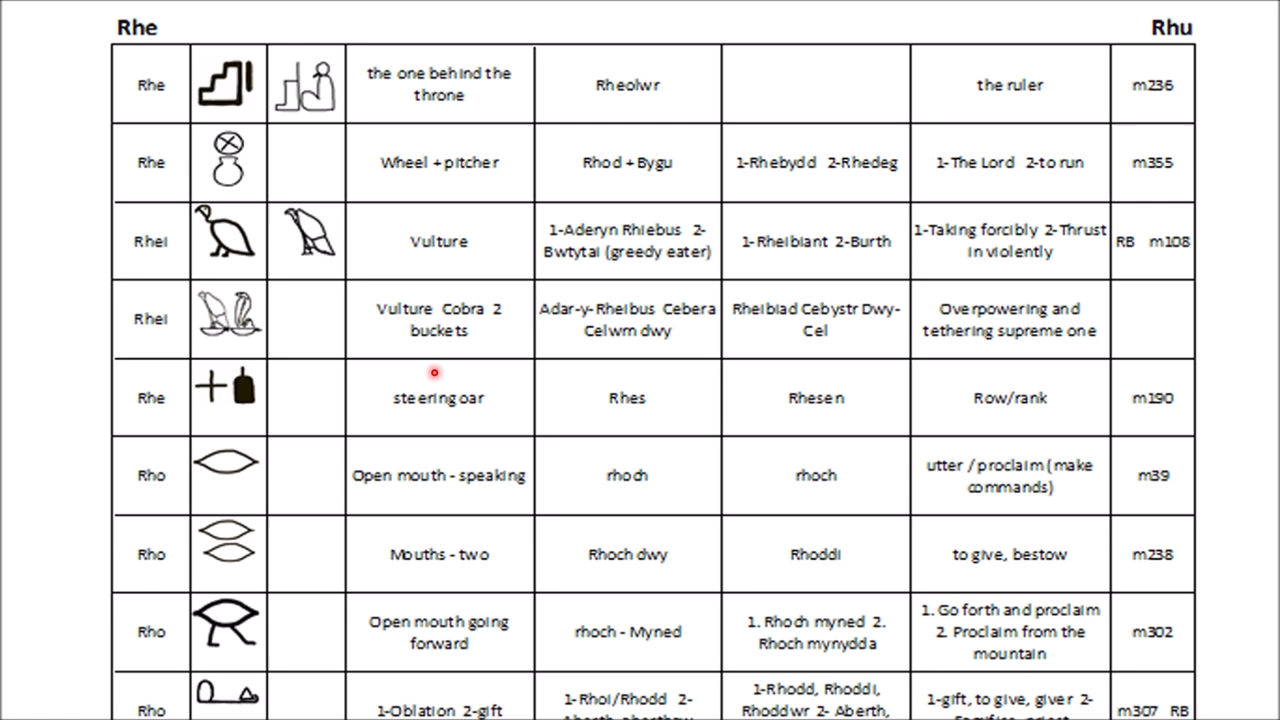 Rhe Rhu
Rhe the one behind the throne Rheolwr the ruler m236
Rhe Wheel + pitcher Rhod + Bygu 1-Rhebydd 2-Rhedeg 1-The Lord 2-to run m355
Rhei Vulture 1-Aderyn Rhiebus 2-Bwtytai (greedy eater) 1-Rheibiant 2-Burth 1-Taking forcibly 2-Thrust in violently RB m108
Rhei Vulture Cobra 2 buckets Adar-y-Rheibus Cebera Celwrn dwy Rheibiad Cebystr Dwy-Cel Overpowering and tethering supreme one
Rhe steering oar Rhes Rhesen Row/rank m190
Rho Open mouth - speaking rhoch rhoch utter / proclaim (make commands) m39
Rho Mouths - two Rhoch dwy Rhoddi to give, bestow m238
Rho Open mouth going forward rhoch - Myned 1. Rhoch myned 2. Rhoch mynydda 1. Go forth and proclaim 2. Proclaim from the mountain m302
Rho 1-Oblation 2-gift 1-Rhoi/Rhodd 2- 1-Rhodd, Rhoddi, Rhoddwr 2- Aberth, 1-gift, to give, giver 2- m307 RB